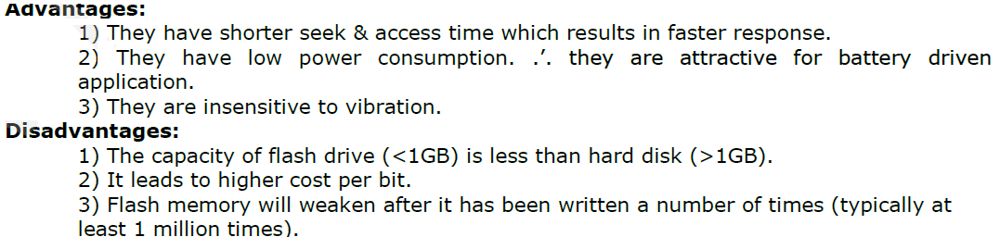 Advantages:
1) They have shorter seek & access time which results in faster response.
2) They have low power consumption. .’. they are attractive for battery driven
application.
3) They are insensitive to vibration.
Disadvantages:
1) The capacity of flash drive (<1GB) is less than hard disk (>1GB).
2) It leads to higher cost per bit.
3) Flash memory will weaken after it has been written a number of times (typically at
least 1 million times).